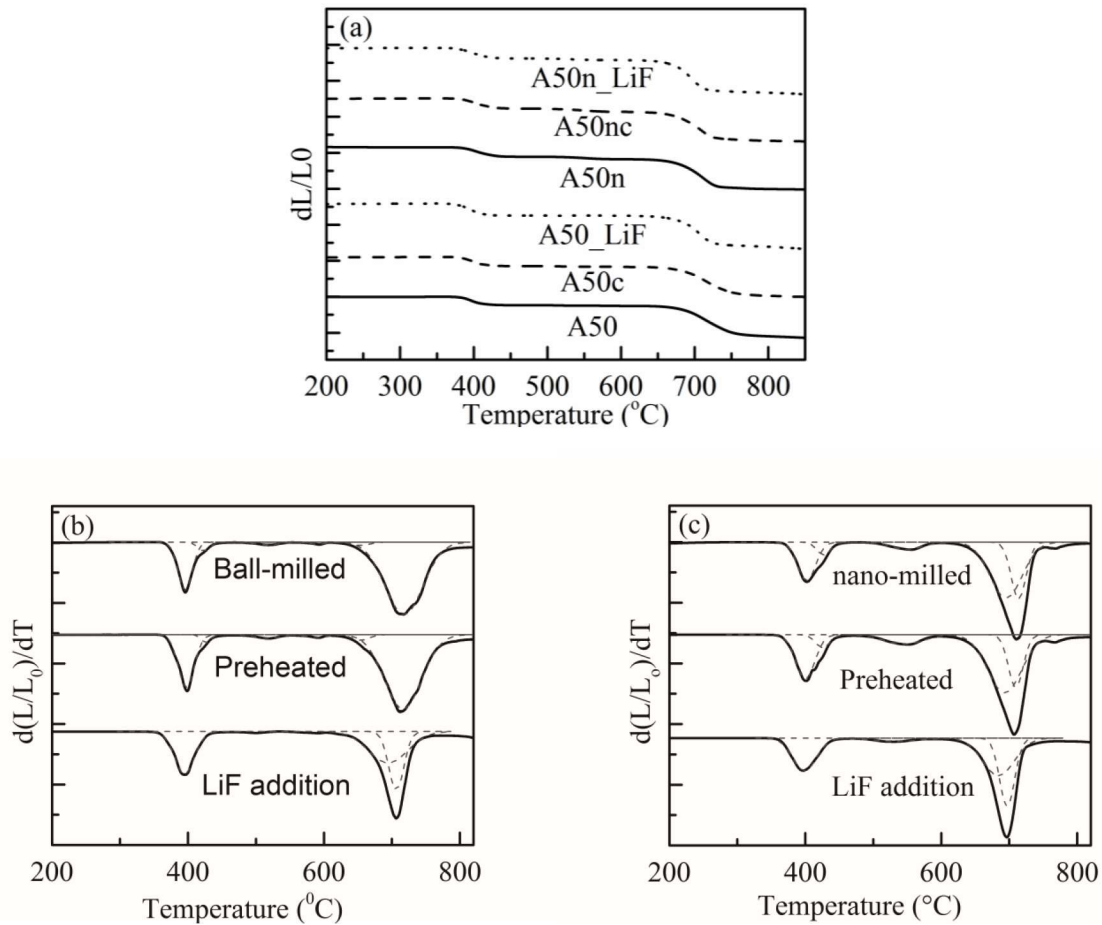 (a)
A50n_LiF
A50nc
A50n
A50_LiF
A50c
A50
dL/L0
200 300 400 500 600 700 800
Temperature (°C)
(b)
Ball-milled
Preheated
LiF addition
d(L/L₀)/dT
200 400 600 800
Temperature (⁰C)
(c)
nano-milled
Preheated
LiF addition
d(L/Lₒ)/dT
200 400 600 800
Temperature (°C)